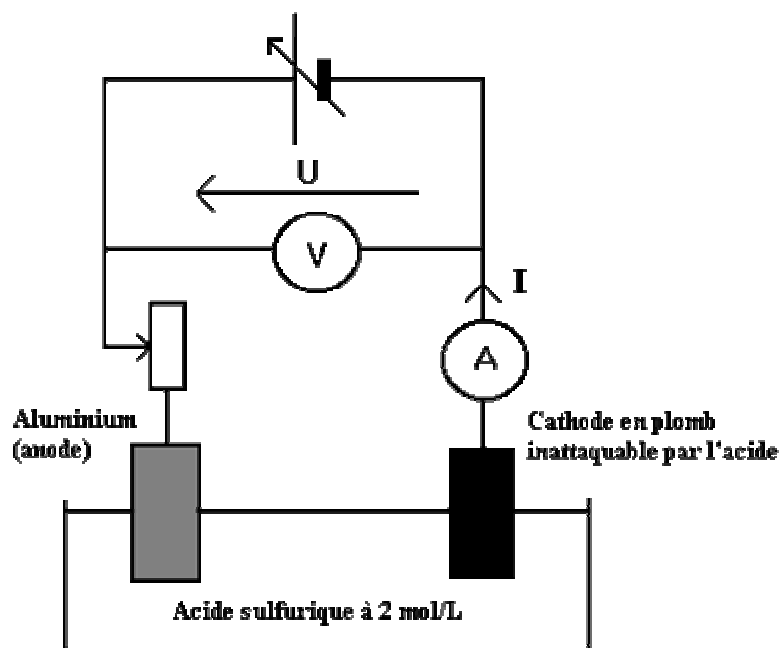 U
V
I
A
Aluminium
(anode)
Cathode en plomb
inattaquable par l'acide
Acide sulfurique à 2 mol/L